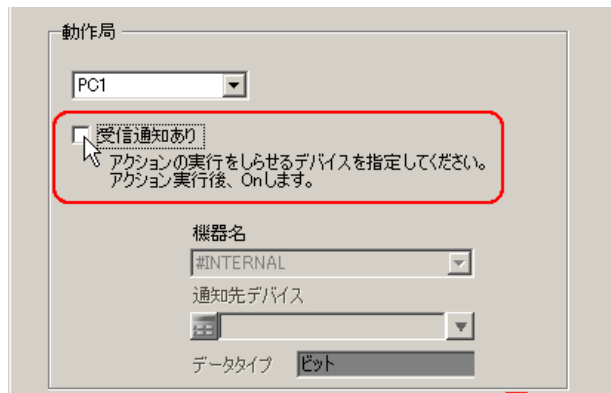 動作局
PC1
受信通知あり
アクションの実行をしらせるデバイスを指定してください。
アクション実行後、Onします。
機器名
#INTERNAL
通知先デバイス
データタイプ ビット